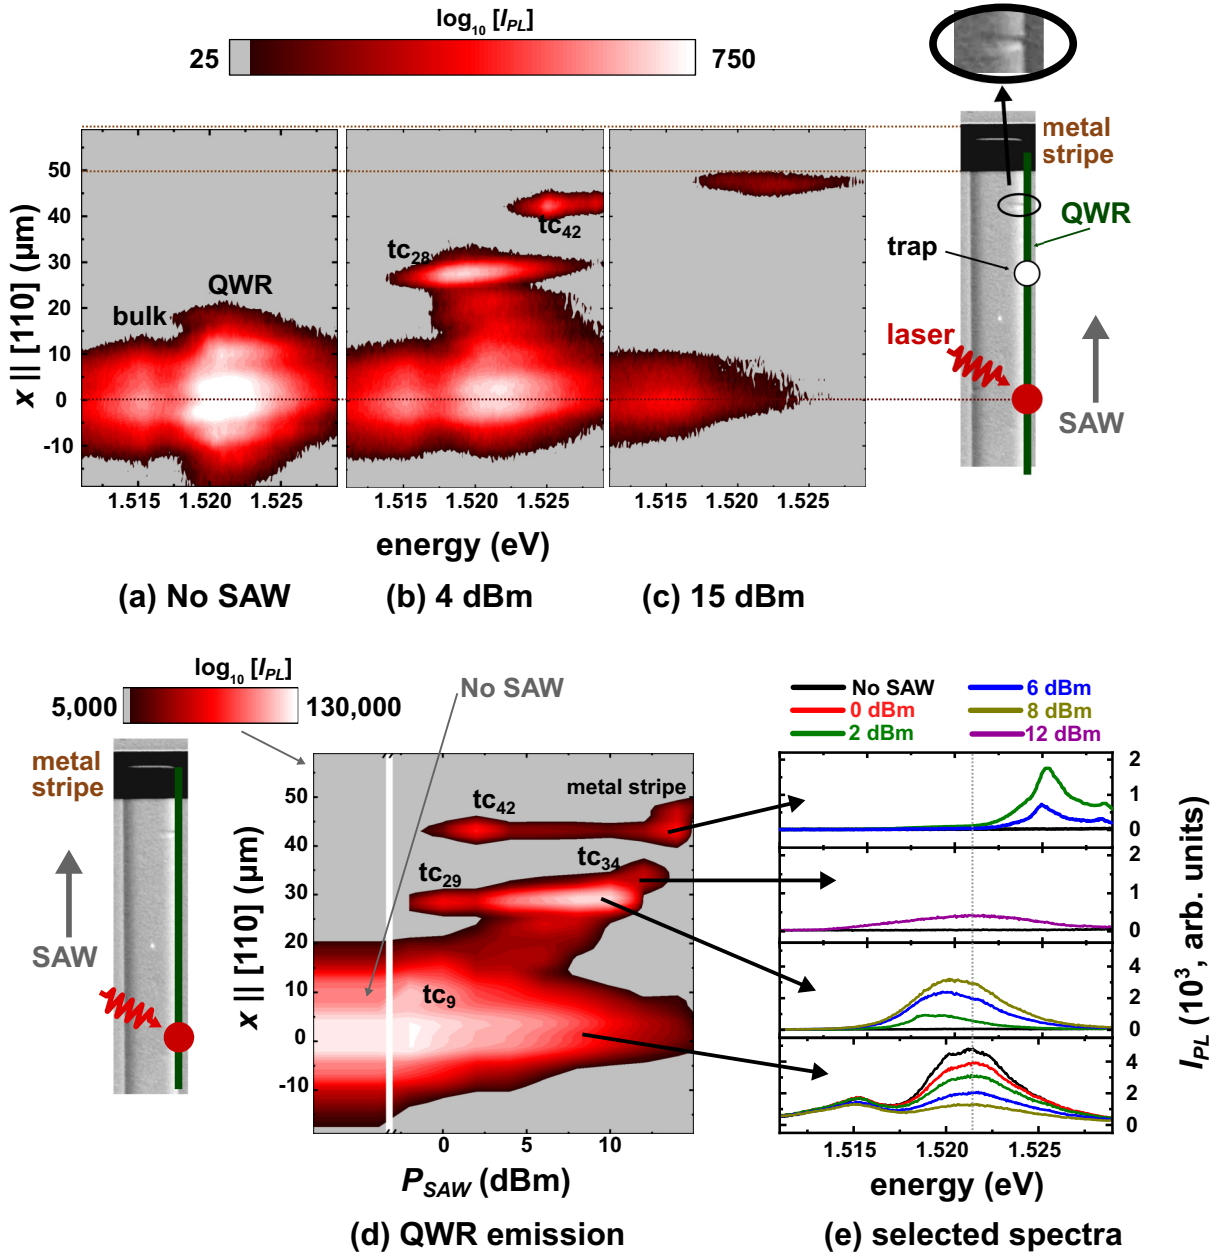 log10 [IPL]
25
750
metal
stripe
QWR
trap
laser
SAW
x || [110] (μm)
50
40
30
20
10
0
-10
bulk
QWR
tc28
tc42
1.515 1.520 1.525
1.515 1.520 1.525
1.515 1.520 1.525
energy (eV)
(a) No SAW
(b) 4 dBm
(c) 15 dBm
log10 [IPL]
5,000
130,000
No SAW
metal
stripe
SAW
x || [110] (μm)
50
40
30
20
10
0
-10
metal stripe
tc42
tc34
tc29
tc9
0 5 10
PSAW (dBm)
(d) QWR emission
No SAW
0 dBm
2 dBm
6 dBm
8 dBm
12 dBm
2
1
0
2
1
0
4
2
0
4
2
0
IPL (10³, arb. units)
1.515 1.520 1.525
energy (eV)
(e) selected spectra